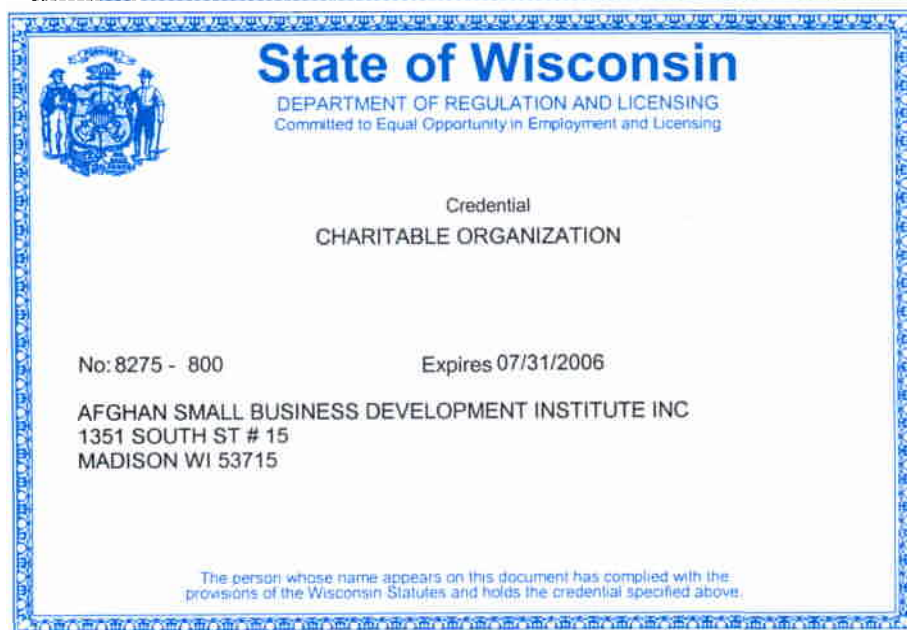 State of Wisconsin
DEPARTMENT OF REGULATION AND LICENSING
Committed to Equal Opportunity in Employment and Licensing
Credential
CHARITABLE ORGANIZATION
No: 8275 - 800 Expires 07/31/2006
AFGHAN SMALL BUSINESS DEVELOPMENT INSTITUTE INC
1351 SOUTH ST # 15
MADISON WI 53715
The person whose name appears on this document has complied with the
provisions of the Wisconsin Statutes and holds the credential specified above.